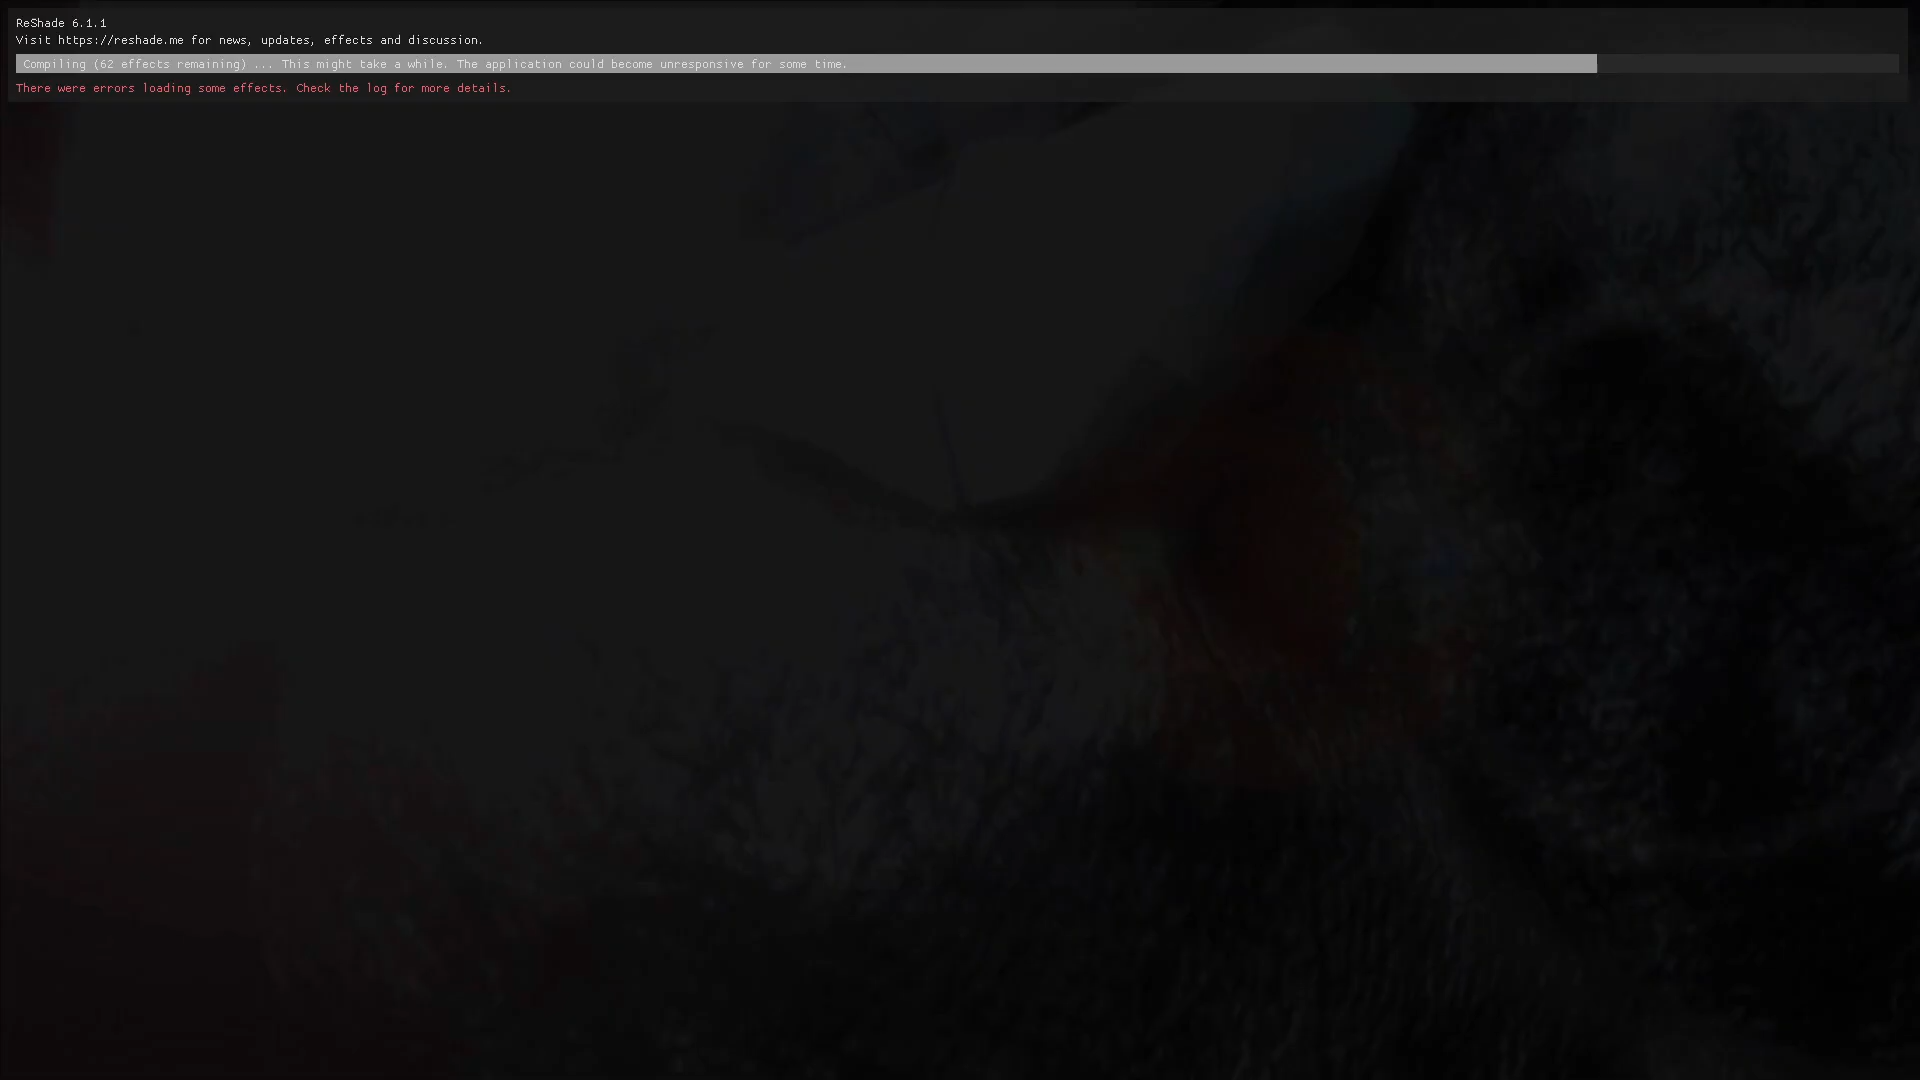 ReShade 6.1.1
Visit https://reshade.me for news, updates, effects and discussion.
Compiling (62 effects remaining) ... This might take a while. The application could become unresponsive for some time.
There were errors loading some effects. Check the log for more details.